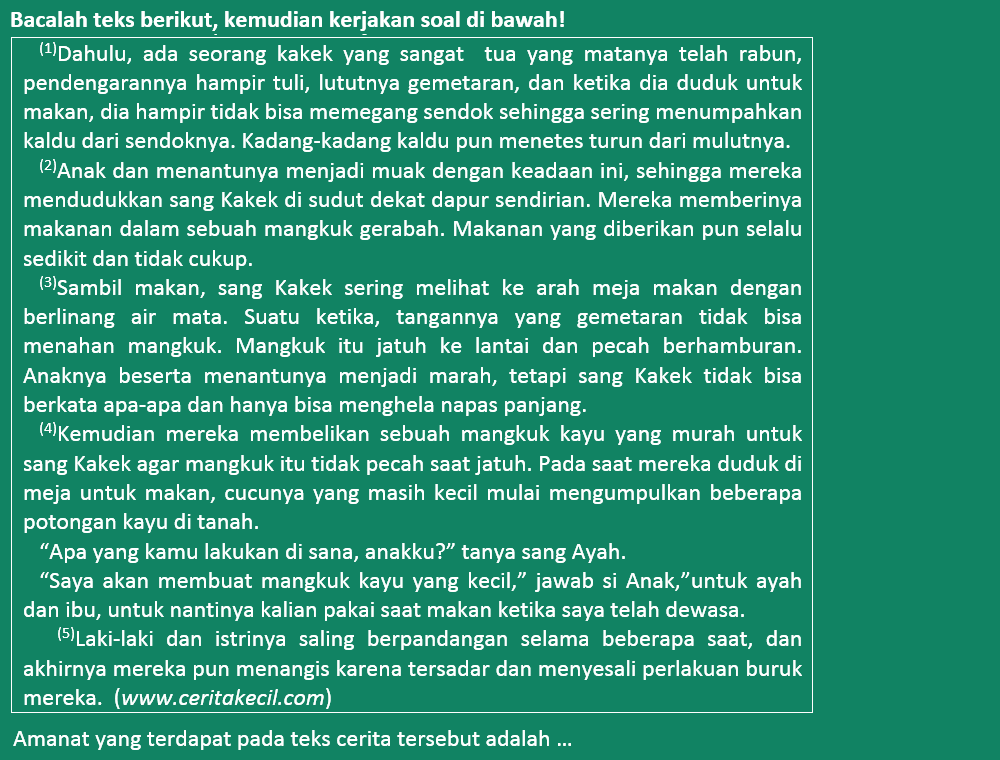 Bacalah teks berikut, kemudian kerjakan soal di bawah!
(1)Dahulu, ada seorang kakek yang sangat tua yang matanya telah rabun,
pendengarannya hampir tuli, lututnya gemetaran, dan ketika dia duduk untuk
makan, dia hampir tidak bisa memegang sendok sehingga sering menumpahkan
kaldu dari sendoknya. Kadang-kadang kaldu pun menetes turun dari mulutnya.
(2)Anak dan menantunya menjadi muak dengan keadaan ini, sehingga mereka
mendudukkan sang Kakek di sudut dekat dapur sendirian. Mereka memberinya
makanan dalam sebuah mangkuk gerabah. Makanan yang diberikan pun selalu
sedikit dan tidak cukup.
(3)Sambil makan, sang Kakek sering melihat ke arah meja makan dengan
berlinang air mata. Suatu ketika, tangannya yang gemetaran tidak bisa
menahan mangkuk. Mangkuk itu jatuh ke lantai dan pecah berhamburan.
Anaknya beserta menantunya menjadi marah, tetapi sang Kakek tidak bisa
berkata apa-apa dan hanya bisa menghela napas panjang.
(4)Kemudian mereka membelikan sebuah mangkuk kayu yang murah untuk
sang Kakek agar mangkuk itu tidak pecah saat jatuh. Pada saat mereka duduk di
meja untuk makan, cucunya yang masih kecil mulai mengumpulkan beberapa
potongan kayu di tanah.
“Apa yang kamu lakukan di sana, anakku?” tanya sang Ayah.
“Saya akan membuat mangkuk kayu yang kecil,” jawab si Anak,”untuk ayah
dan ibu, untuk nantinya kalian pakai saat makan ketika saya telah dewasa.
(5)Laki-laki dan istrinya saling berpandangan selama beberapa saat, dan
akhirnya mereka pun menangis karena tersadar dan menyesali perlakuan buruk
mereka. (www.ceritakecil.com)
Amanat yang terdapat pada teks cerita tersebut adalah ...